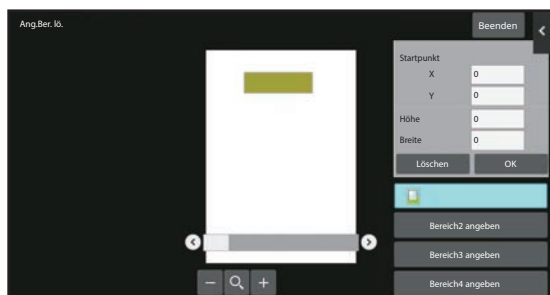 Ang.Ber. lö.
Beenden
Startpunkt
X 0
Y 0
Höhe 0
Breite 0
Löschen OK
Bereich2 angeben
Bereich3 angeben
Bereich4 angeben